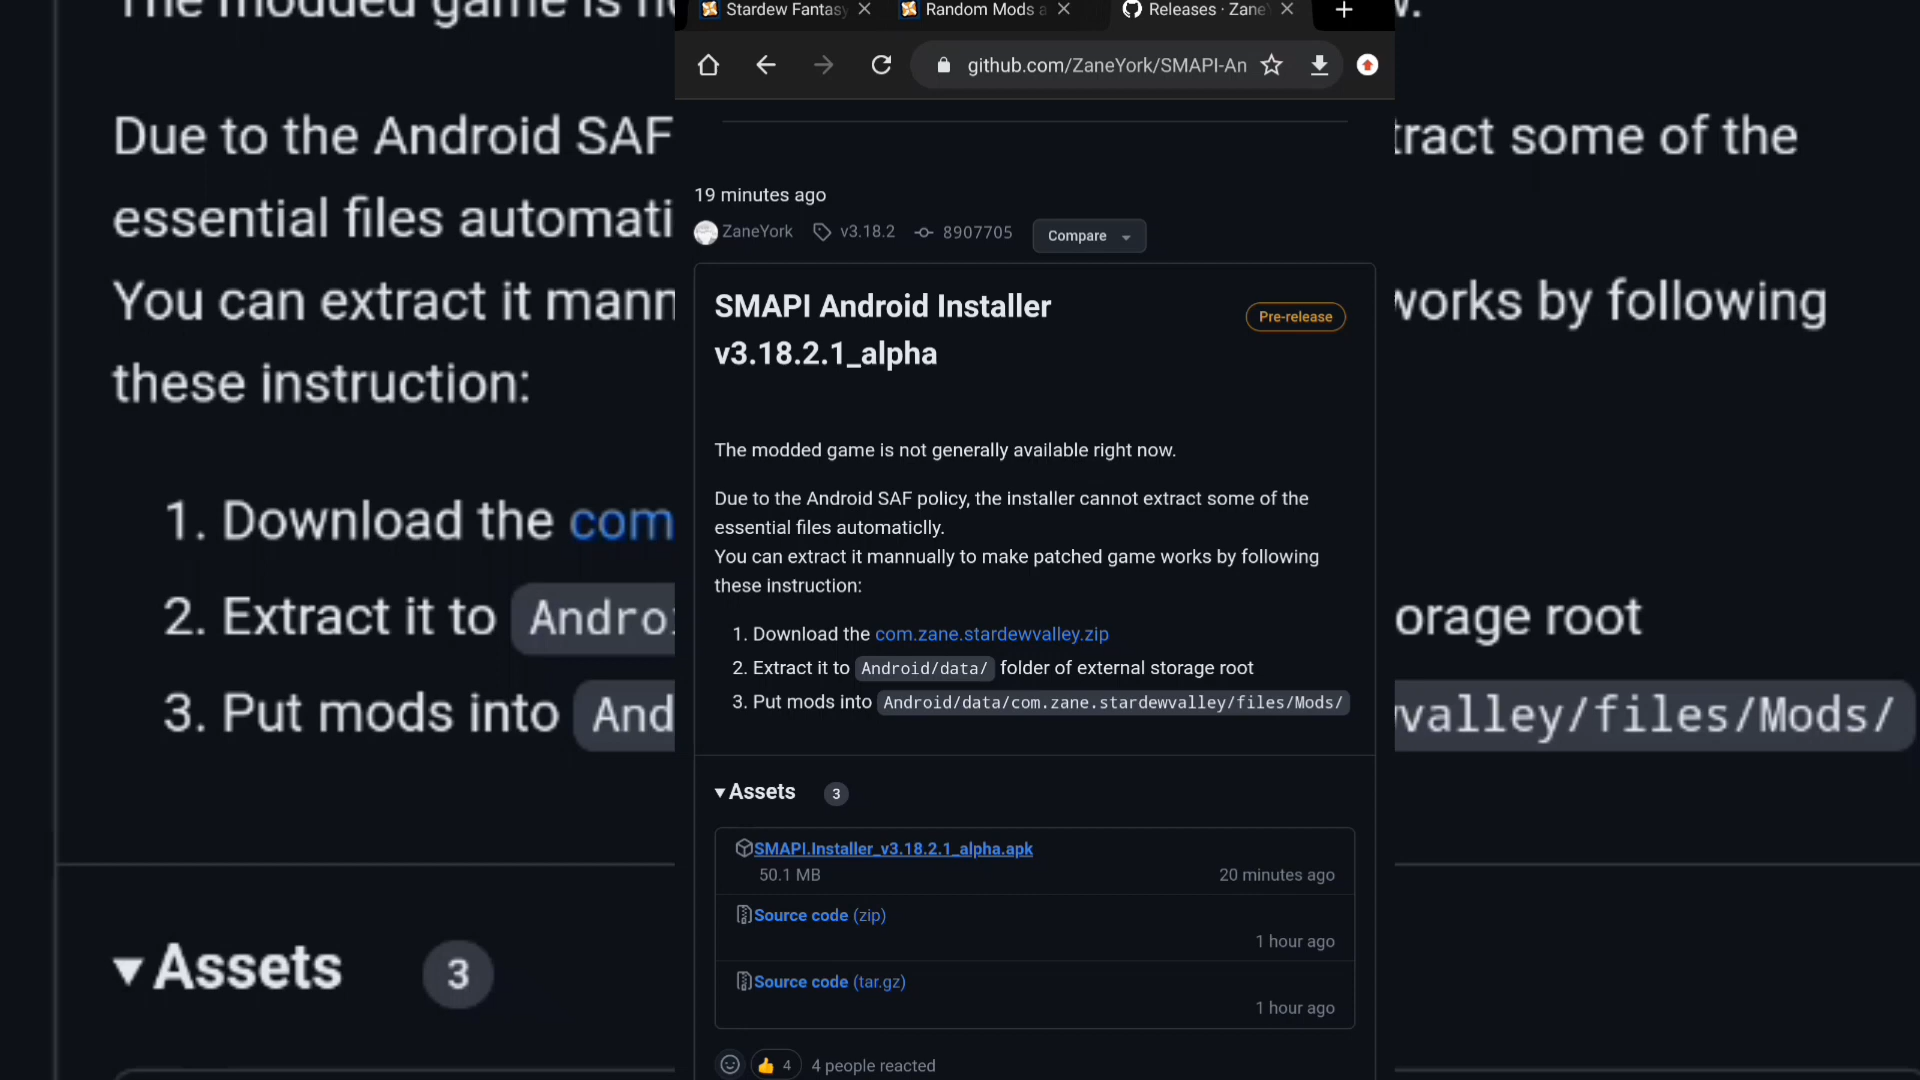 Stardew Fantasy
Random Mods a
Releases · Zane
github.com/ZaneYork/SMAPI-An
19 minutes ago
ZaneYork
v3.18.2
8907705
Compare
SMAPI Android Installer
v3.18.2.1_alpha
Pre-release
The modded game is not generally available right now.
Due to the Android SAF policy, the installer cannot extract some of the
essential files automaticlly.
You can extract it mannually to make patched game works by following
these instruction:
1. Download the com.zane.stardewvalley.zip
2. Extract it to Android/data/ folder of external storage root
3. Put mods into Android/data/com.zane.stardewvalley/files/Mods/
Assets 3
SMAPI.Installer_v3.18.2.1_alpha.apk
50.1 MB
20 minutes ago
Source code (zip)
1 hour ago
Source code (tar.gz)
1 hour ago
👍 4
4 people reacted
The modded game is
Due to the Android SAF
tract some of the
essential files automati
You can extract it mann
works by following
these instruction:
1. Download the com
2. Extract it to Andro
orage root
3. Put mods into And
valley/files/Mods/
Assets 3